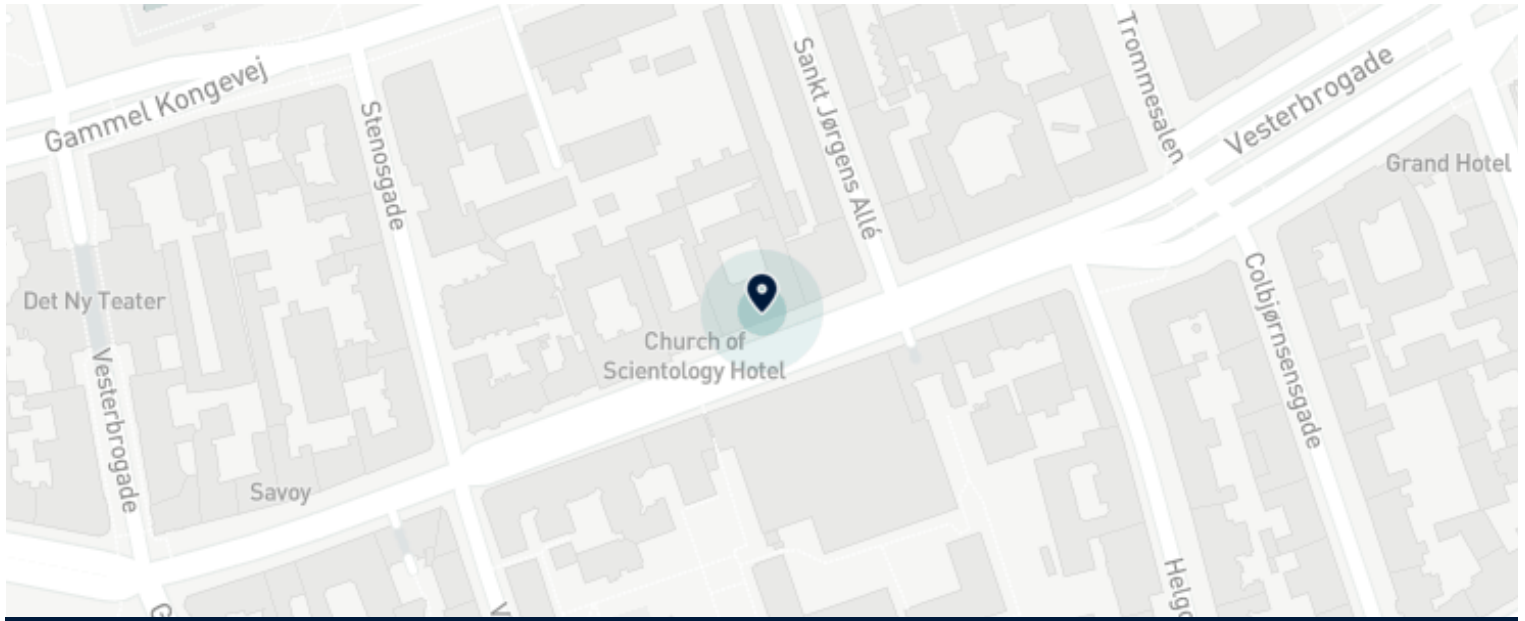 Trommesalen
Sankt Jørgens Allé
Vesterbrogade
Gammel Kongevej
Stenosgade
Grand Hotel
Det Ny Teater
Colbjørnsensgade
Church of
Scientology Hotel
Vesterbrogade
Savoy
Helgo
G
V